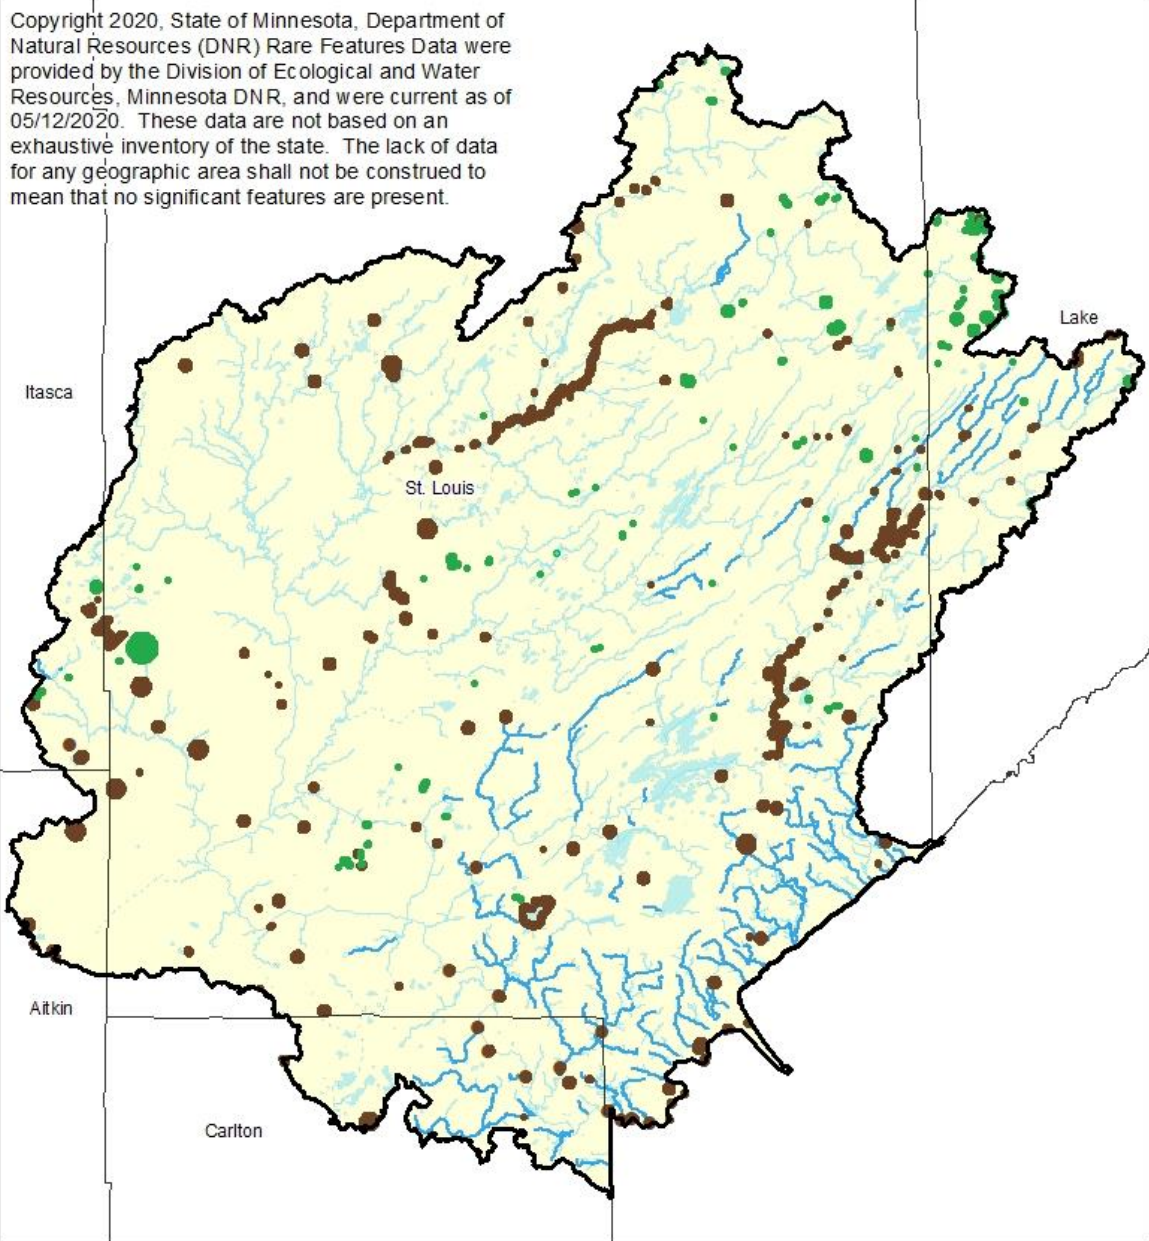 Copyright 2020, State of Minnesota, Department of
Natural Resources (DNR) Rare Features Data were
provided by the Division of Ecological and Water
Resources, Minnesota DNR, and were current as of
05/12/2020.  These data are not based on an
exhaustive inventory of the state.  The lack of data
for any geographic area shall not be construed to
mean that no significant features are present.
Lake
Itasca
St. Louis
Aitkin
Carlton